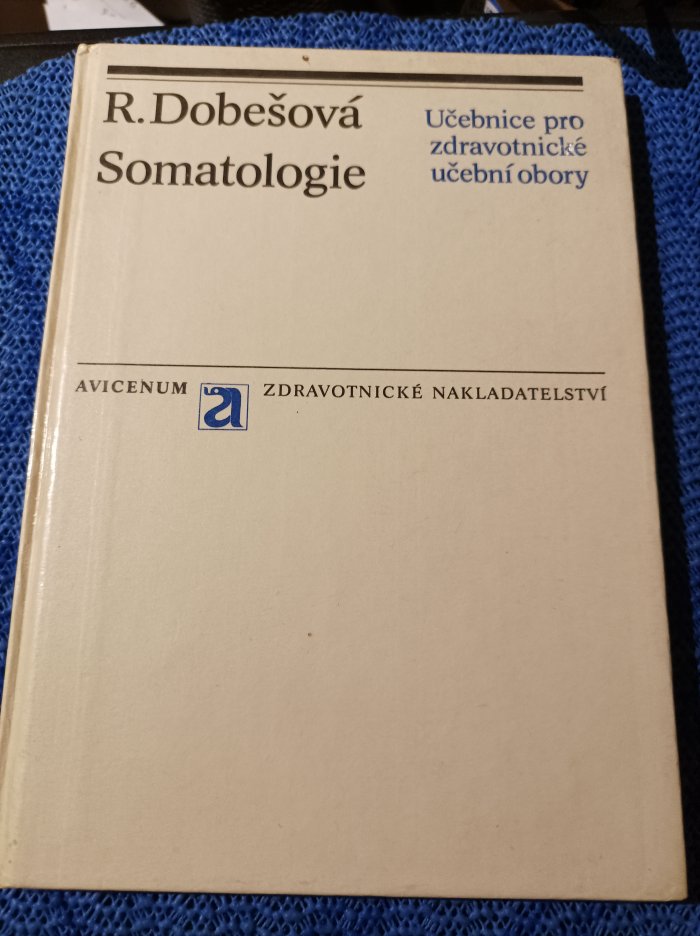 R. Dobešová
Somatologie
Učebnice pro
zdravotnické
učební obory
AVICENUM a ZDRAVOTNICKÉ NAKLADATELSTVÍ